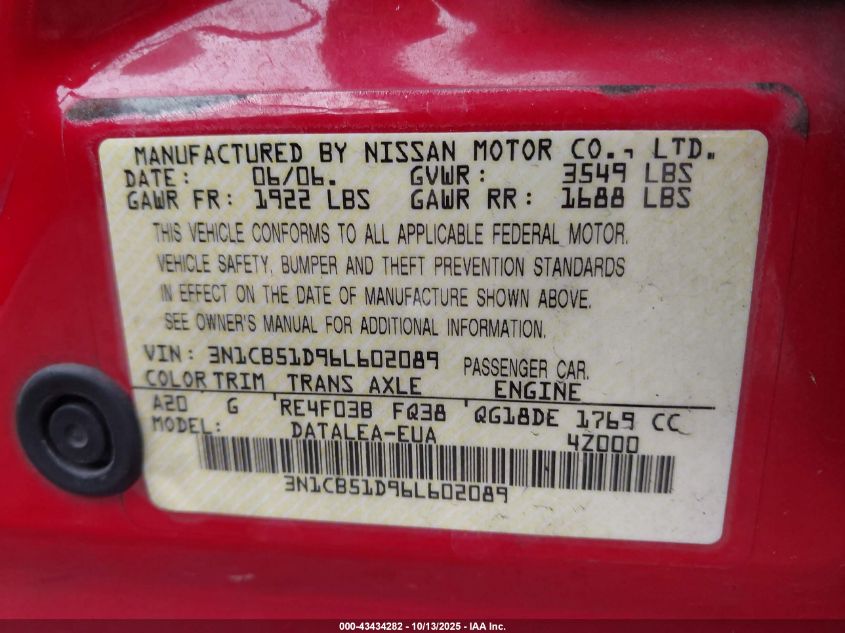 MANUFACTURED BY NISSAN MOTOR CO., LTD.
DATE: 06/06. GVWR: 3549 LBS
GAWR FR: 1922 LBS GAWR RR: 1688 LBS
THIS VEHICLE CONFORMS TO ALL APPLICABLE FEDERAL MOTOR.
VEHICLE SAFETY, BUMPER AND THEFT PREVENTION STANDARDS
IN EFFECT ON THE DATE OF MANUFACTURE SHOWN ABOVE.
SEE OWNER'S MANUAL FOR ADDITIONAL INFORMATION.
VIN: 3N1CB51D96L602089 PASSENGER CAR.
COLOR TRIM TRANS AXLE ENGINE
A20 G RE4F03B FQ38 QG18DE 1769 CC
MODEL: DATALEA-EUA 4Z000
3N1CB51D96L602089
000-43434282 - 10/13/2025 - IAA Inc.